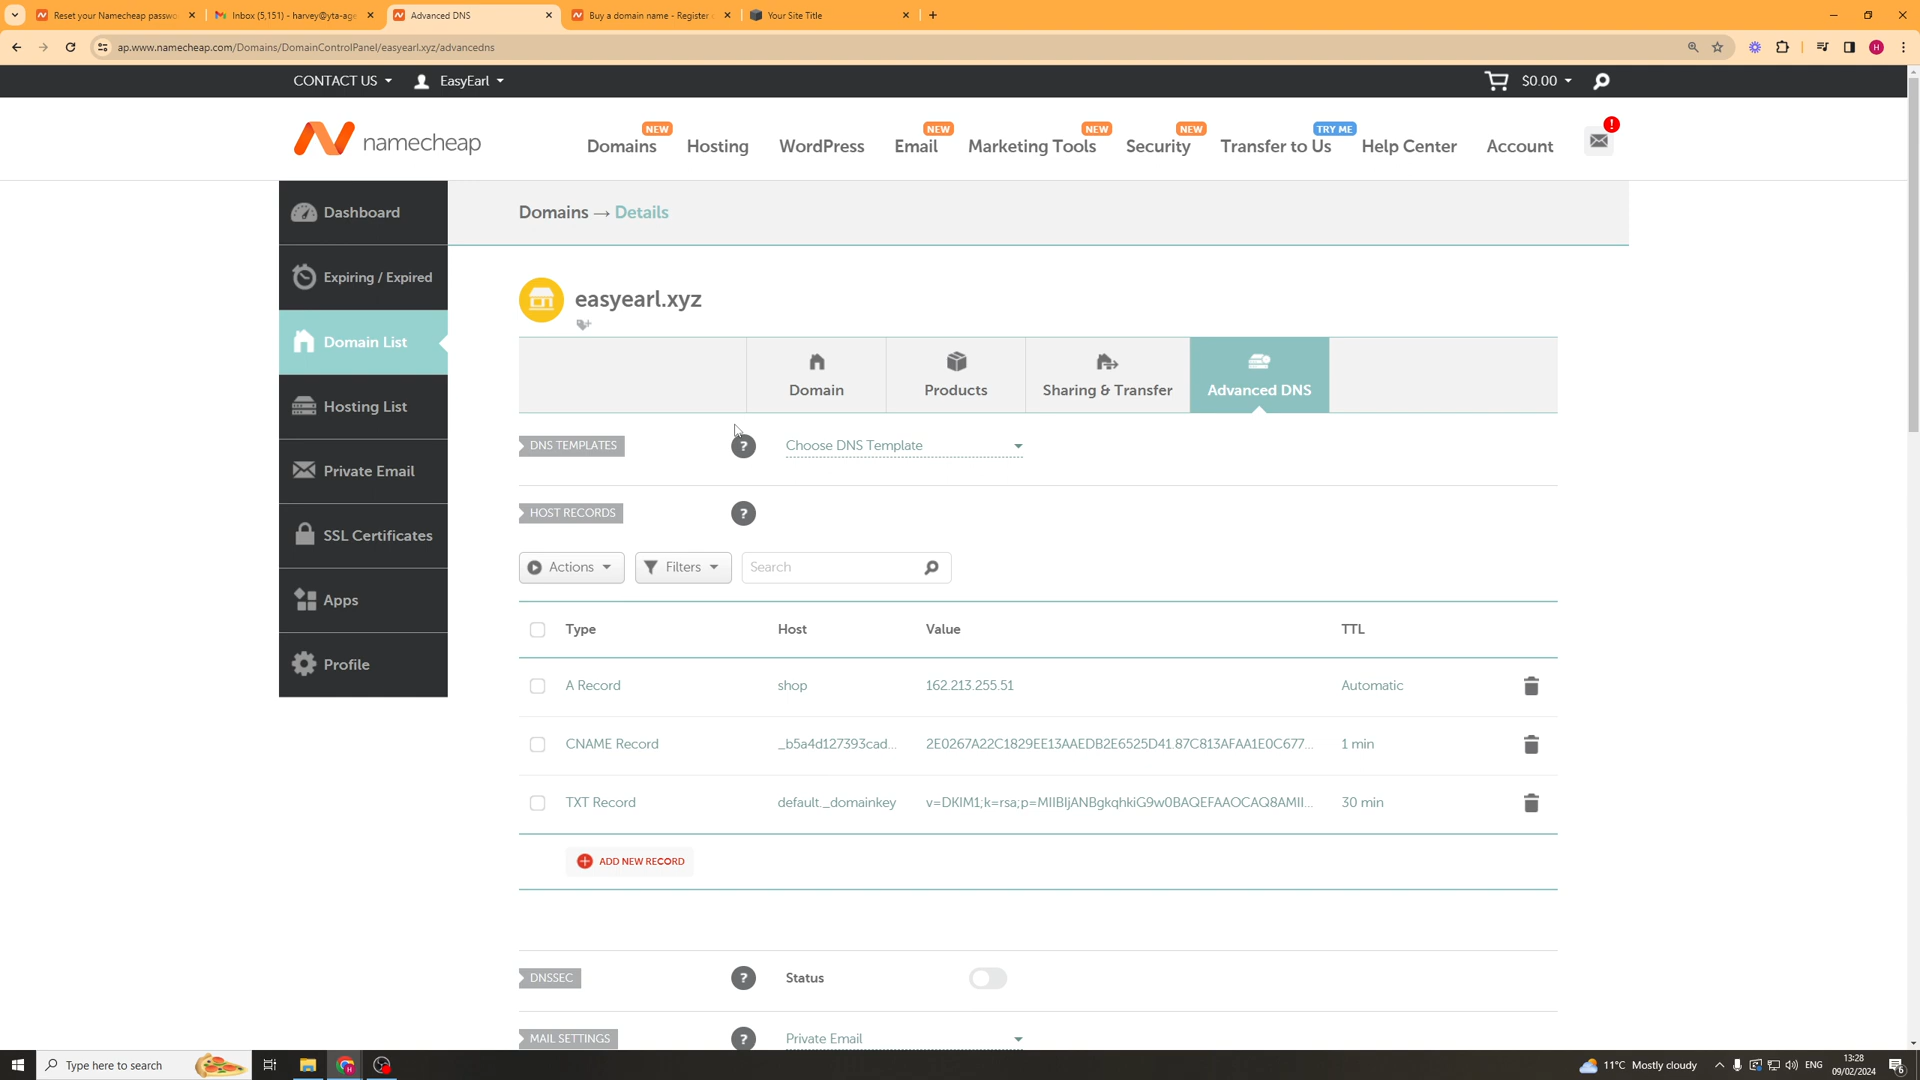 Reset your Namecheap passwo
Inbox (5,151) - harvey@yta-age
Advanced DNS
Buy a domain name - Register
Your Site Title
ap.www.namecheap.com/Domains/DomainControlPanel/easyearl.xyz/advancedns
H
CONTACT US
EasyEarl
$0.00
namecheap
NEW
NEW
NEW
NEW
TRY ME
Domains
Hosting
WordPress
Email
Marketing Tools
Security
Transfer to Us
Help Center
Account
!
Dashboard
Expiring / Expired
Domain List
Hosting List
Private Email
SSL Certificates
Apps
Profile
Domains → Details
easyearl.xyz
Domain
Products
Sharing & Transfer
Advanced DNS
DNS TEMPLATES
?
Choose DNS Template
HOST RECORDS
?
Actions
Filters
Search
Type
Host
Value
TTL
A Record
shop
162.213.255.51
Automatic
CNAME Record
_b5a4d127393cad...
2E0267A22C1829EE13AAEDB2E6525D41.87C813AFAA1E0C677...
1 min
TXT Record
default._domainkey
v=DKIM1;k=rsa;p=MIIBIjANBgkqhkiG9w0BAQEFAAOCAQ8AMII...
30 min
ADD NEW RECORD
DNSSEC
?
Status
MAIL SETTINGS
?
Private Email
Type here to search
11°C Mostly cloudy
ENG
13:28
09/02/2024
6